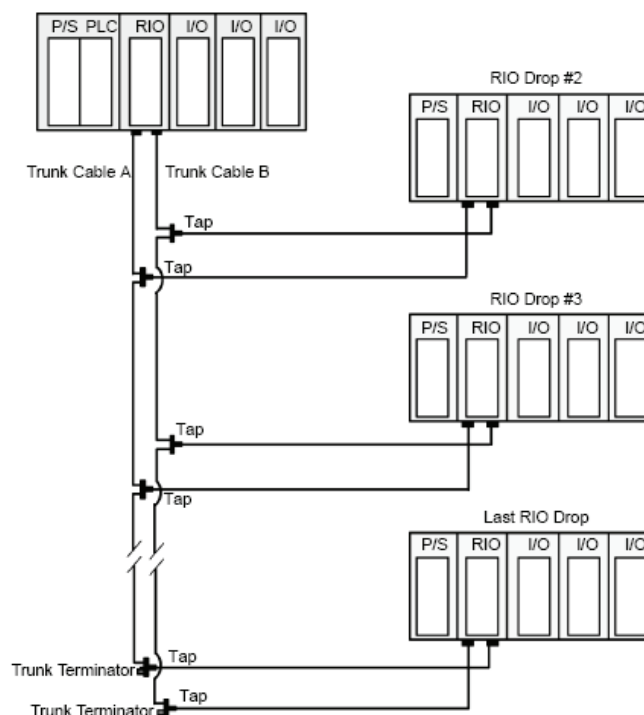 P/S PLC RIO I/O I/O I/O
RIO Drop #2
P/S RIO I/O I/O I/O
Trunk Cable A
Trunk Cable B
Tap
Tap
RIO Drop #3
P/S RIO I/O I/O I/O
Tap
Tap
Last RIO Drop
P/S RIO I/O I/O I/O
Tap
Trunk Terminator
Tap
Trunk Terminator